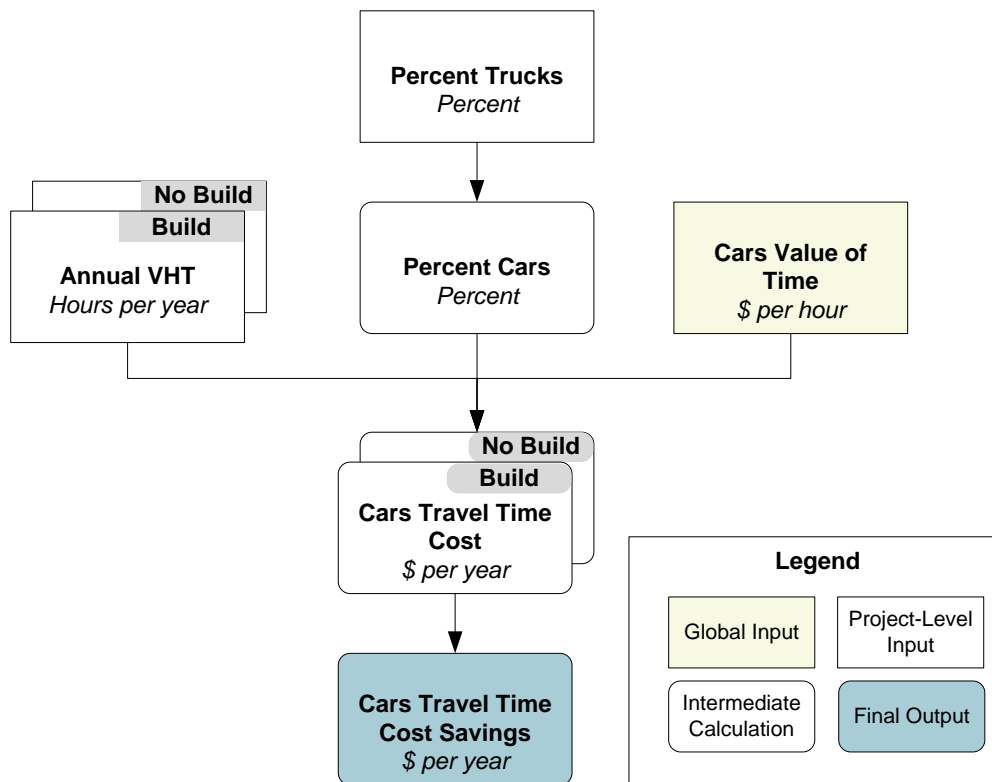 Percent Trucks
Percent
No Build
Build
Annual VHT
Hours per year
Percent Cars
Percent
Cars Value of
Time
$ per hour
No Build
Build
Cars Travel Time
Cost
$ per year
Cars Travel Time
Cost Savings
$ per year
Legend
Global Input
Project-Level
Input
Intermediate
Calculation
Final Output